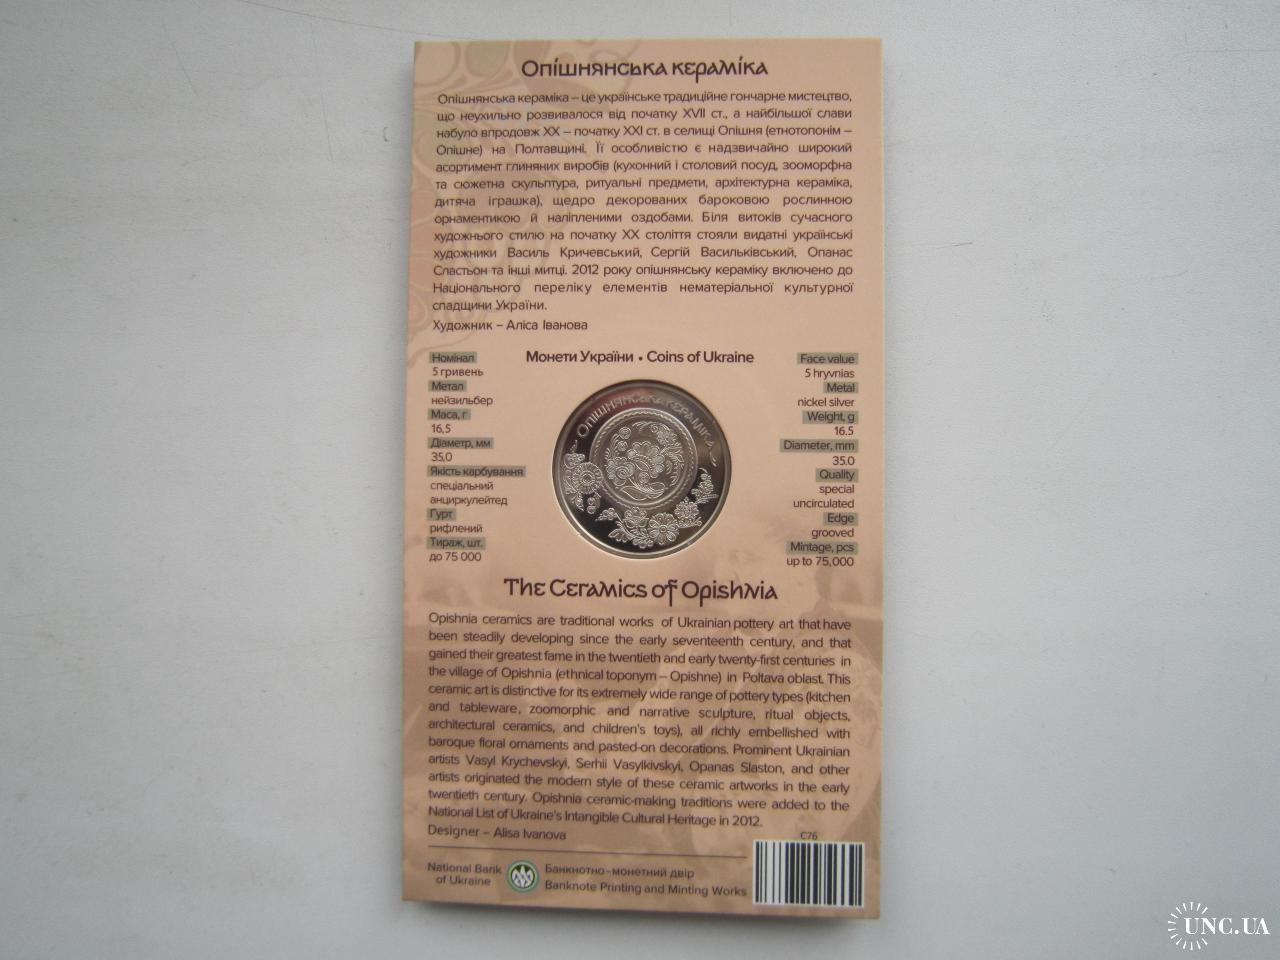 Опішнянська кераміка
Опішнянська кераміка – це українське традиційне гончарне мистецтво,
що неухильно розвивалося від початку XVII ст., а найбільшої слави
набуло впродовж ХХ – початку ХХІ ст. в селищі Опішня (етнотопонім –
Опішне) на Полтавщині. Її особливістю є надзвичайно широкий
асортимент глиняних виробів (кухонний і столовий посуд, зооморфна
та сюжетна скульптура, ритуальні предмети, архітектурна кераміка,
дитяча іграшка), щедро декорованих бароковою рослинною
орнаментикою й наліпленими оздобами. Біля витоків сучасного
художнього стилю на початку ХХ століття стояли видатні українські
художники Василь Кричевський, Сергій Васильківський, Опанас
Сластьон та інші митці. 2012 року опішнянську кераміку включено до
Національного переліку елементів нематеріальної культурної
спадщини України.
Художник – Аліса Іванова
Монети України • Coins of Ukraine
Номінал
5 гривень
Метал
нейзильбер
Маса, г
16,5
Діаметр, мм
35,0
Якість карбування
спеціальний
анциркулейтед
Гурт
рифлений
Тираж, шт.
до 75 000
ОПІШНЯНСЬКА КЕРАМІКА
Face value
5 hryvnias
Metal
nickel silver
Weight, g
16.5
Diameter, mm
35.0
Quality
special
uncirculated
Edge
grooved
Mintage, pcs
up to 75,000
The Ceramics of Opishnia
Opishnia ceramics are traditional works of Ukrainian pottery art that have
been steadily developing since the early seventeenth century, and that
gained their greatest fame in the twentieth and early twenty-first centuries in
the village of Opishnia (ethnical toponym – Opishne) in Poltava oblast. This
ceramic art is distinctive for its extremely wide range of pottery types (kitchen
and tableware, zoomorphic and narrative sculpture, ritual objects,
architectural ceramics, and children's toys), all richly embellished with
baroque floral ornaments and pasted-on decorations. Prominent Ukrainian
artists Vasyl Krychevskyi, Serhii Vasylkivskyi, Opanas Slaston, and other
artists originated the modern style of these ceramic artworks in the early
twentieth century. Opishnia ceramic-making traditions were added to the
National List of Ukraine's Intangible Cultural Heritage in 2012.
Designer – Alisa Ivanova
C76
National Bank
of Ukraine
Банкнотно-монетний двір
Banknote Printing and Minting Works
UNC.UA